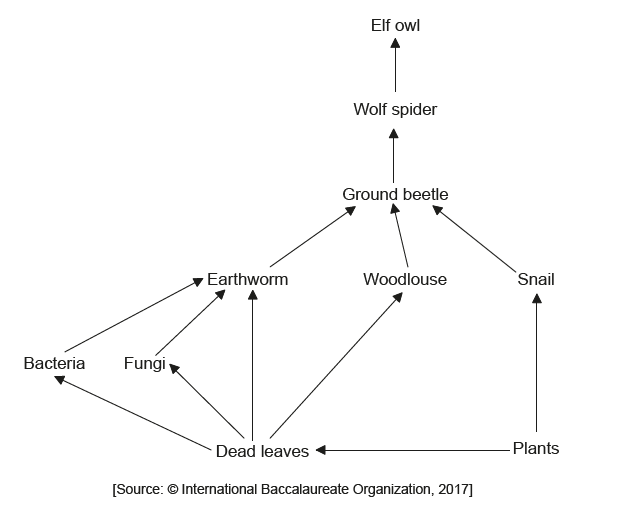 Elf owl
Wolf spider
Ground beetle
Earthworm
Woodlouse
Snail
Bacteria
Fungi
Dead leaves
Plants
[Source: © International Baccalaureate Organization, 2017]